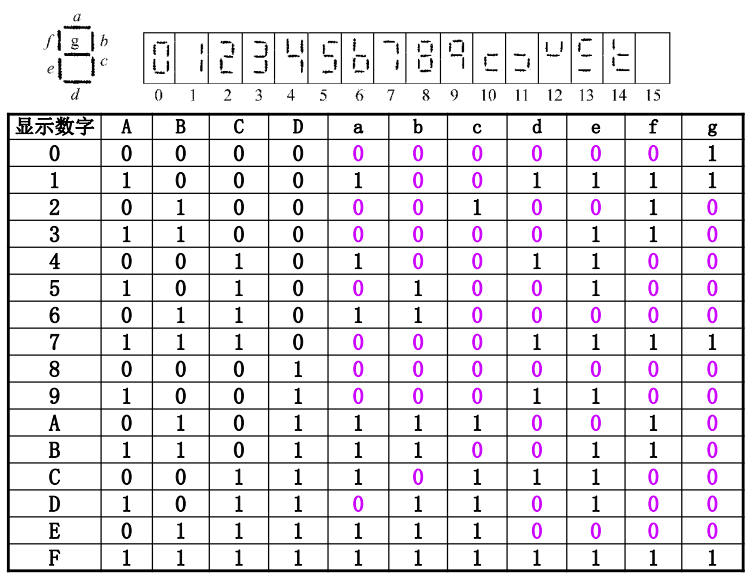 a
f g b
e c
d
0 1 2 3 4 5 6 7 8 9 10 11 12 13 14 15
显示数字 A B C D a b c d e f g
0 0 0 0 0 0 0 0 0 0 0 1
1 1 0 0 0 1 0 0 1 1 1 1
2 0 1 0 0 0 0 1 0 0 1 0
3 1 1 0 0 0 0 0 0 1 1 0
4 0 0 1 0 1 0 0 1 1 0 0
5 1 0 1 0 0 1 0 0 1 0 0
6 0 1 1 0 1 1 0 0 0 0 0
7 1 1 1 0 0 0 0 1 1 1 1
8 0 0 0 1 0 0 0 0 0 0 0
9 1 0 0 1 0 0 0 1 1 0 0
A 0 1 0 1 1 1 1 0 0 1 0
B 1 1 0 1 1 1 0 0 1 1 0
C 0 0 1 1 1 0 1 1 1 0 0
D 1 0 1 1 0 1 1 0 1 0 0
E 0 1 1 1 1 1 1 0 0 0 0
F 1 1 1 1 1 1 1 1 1 1 1